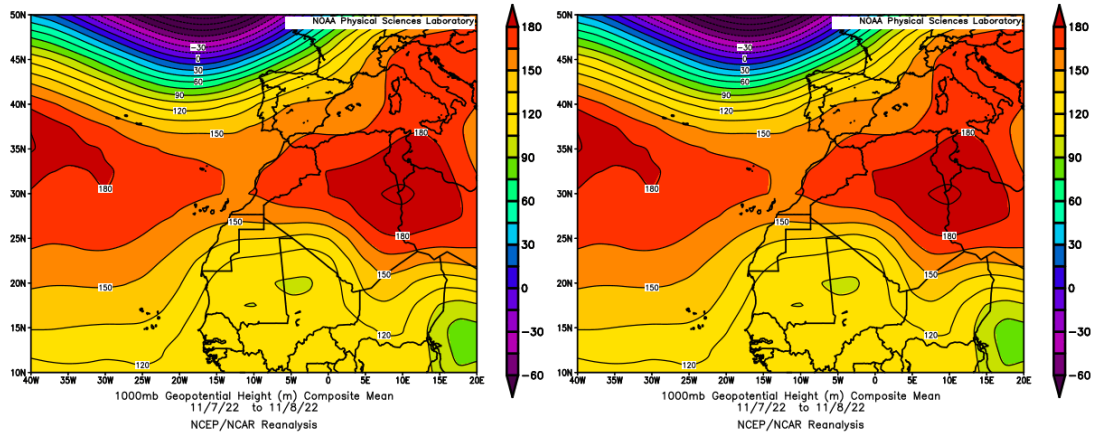 NOAA Physical Sciences Laboratory
50N
45N
40N
35N
30N
25N
20N
15N
10N
40W 35W 30W 25W 20W 15W 10W 5W 0 5E 10E 15E 20E
-30
0
30
60
90
120
150
180
180
180
180
150
150
150
120
120
180
150
120
90
60
30
0
-30
-60
1000mb Geopotential Height (m) Composite Mean
11/7/22 to 11/8/22
NCEP/NCAR Reanalysis
NOAA Physical Sciences Laboratory
50N
45N
40N
35N
30N
25N
20N
15N
10N
40W 35W 30W 25W 20W 15W 10W 5W 0 5E 10E 15E 20E
-30
0
30
60
90
120
150
180
180
180
150
150
150
120
120
180
150
120
90
60
30
0
-30
-60
1000mb Geopotential Height (m) Composite Mean
11/7/22 to 11/8/22
NCEP/NCAR Reanalysis